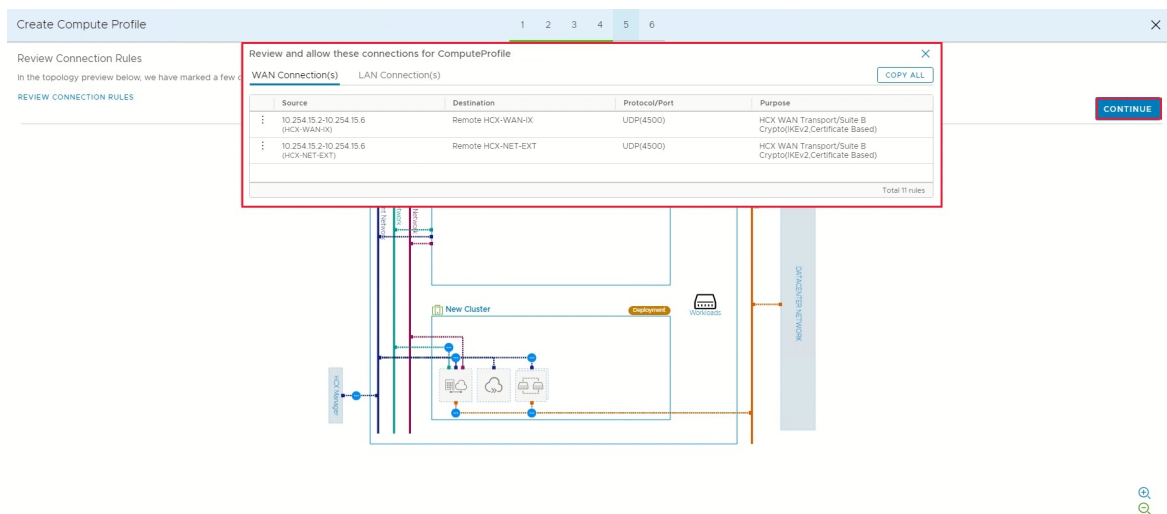 Create Compute Profile
1 2 3 4 5 6
Review Connection Rules
In the topology preview below, we have marked a few
REVIEW CONNECTION RULES
Review and allow these connections for ComputeProfile
WAN Connection(s) LAN Connection(s)
COPY ALL
Source Destination Protocol/Port Purpose
10.254.15.2-10.254.15.6 Remote HCX-WAN-IX UDP(4500) HCX WAN Transport/Suite B
(HCX-WAN-IX) Crypto(IKEv2,Certificate Based)
10.254.15.2-10.254.15.6 Remote HCX-NET-EXT UDP(4500) HCX WAN Transport/Suite B
(HCX-NET-EXT) Crypto(IKEv2,Certificate Based)
Total 11 rules
CONTINUE
Network
Network
DATACENTER NETWORK
New Cluster
Deployment
Workloads
HCX Manager